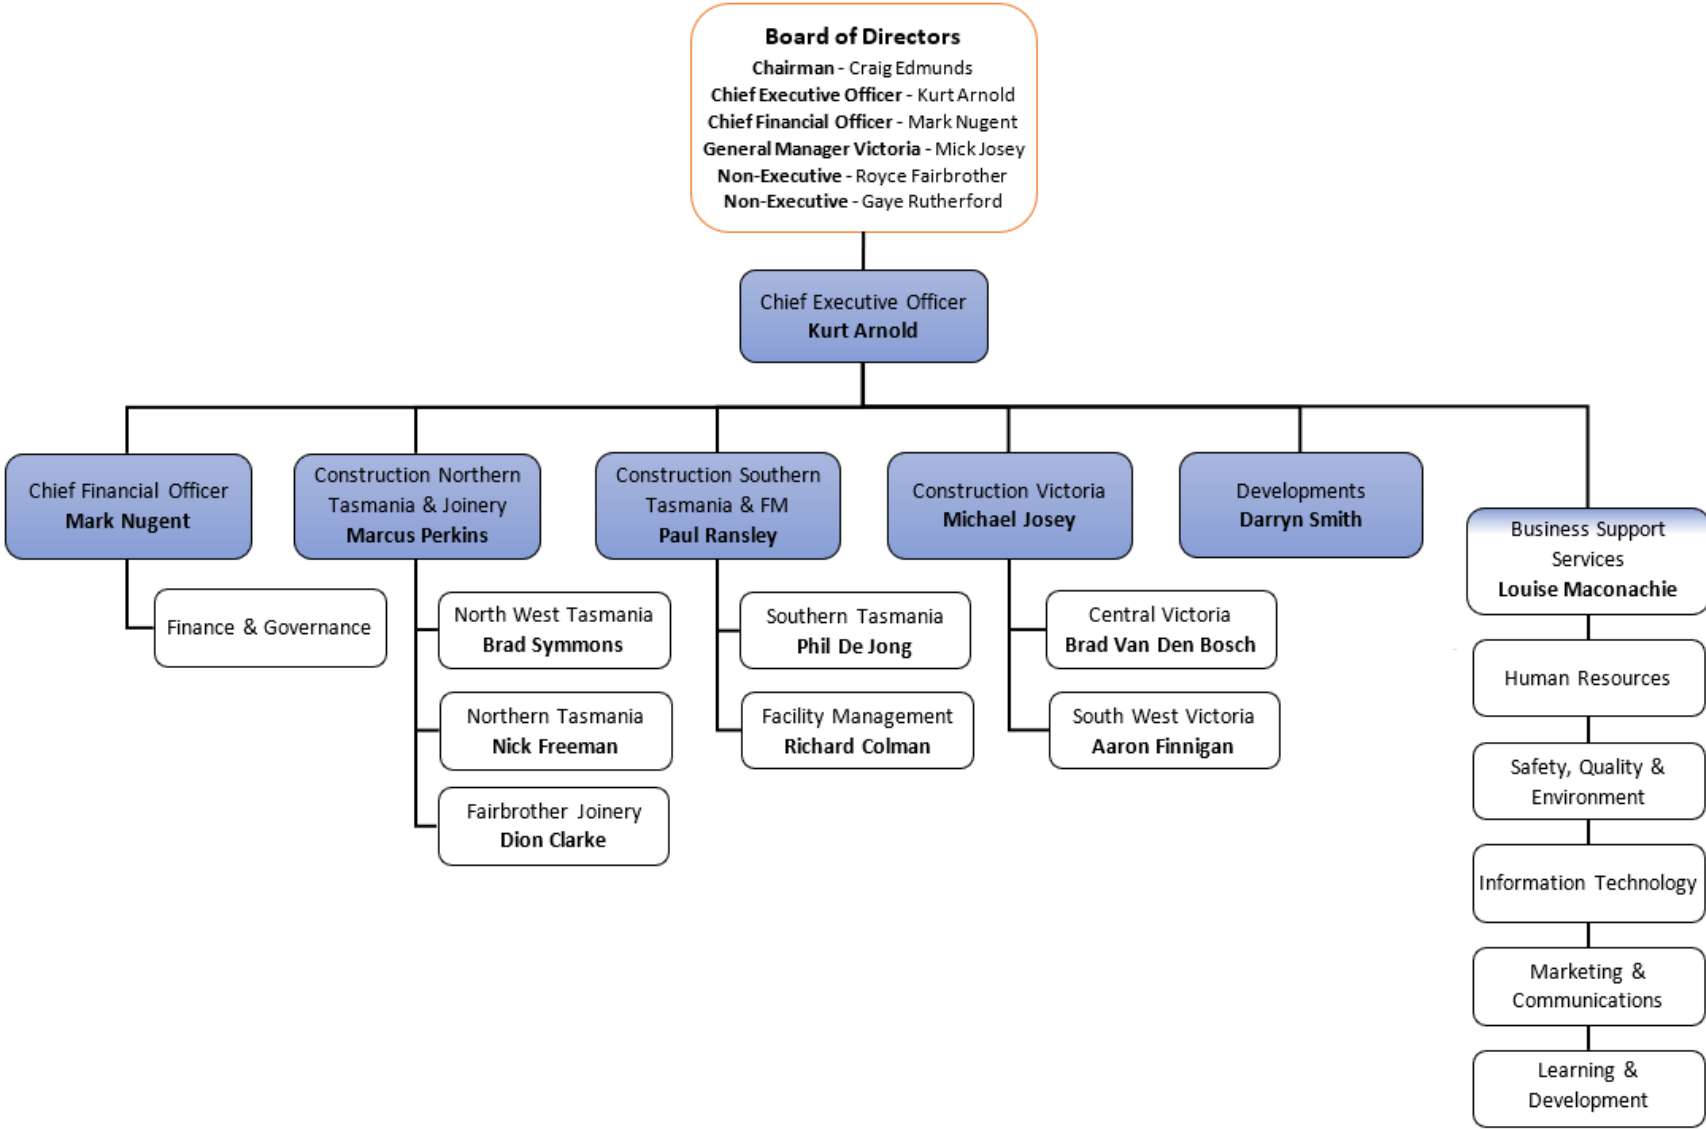 Board of Directors
Chairman - Craig Edmunds
Chief Executive Officer - Kurt Arnold
Chief Financial Officer - Mark Nugent
General Manager Victoria - Mick Josey
Non-Executive - Royce Fairbrother
Non-Executive - Gaye Rutherford
Chief Executive Officer
Kurt Arnold
Chief Financial Officer
Mark Nugent
Finance & Governance
Construction Northern
Tasmania & Joinery
Marcus Perkins
North West Tasmania
Brad Symmons
Northern Tasmania
Nick Freeman
Fairbrother Joinery
Dion Clarke
Construction Southern
Tasmania & FM
Paul Ransley
Southern Tasmania
Phil De Jong
Facility Management
Richard Colman
Construction Victoria
Michael Josey
Central Victoria
Brad Van Den Bosch
South West Victoria
Aaron Finnigan
Developments
Darryn Smith
Business Support
Services
Louise Maconachie
Human Resources
Safety, Quality &
Environment
Information Technology
Marketing &
Communications
Learning &
Development